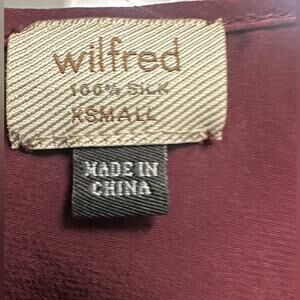 wilfred
100% SILK
XSMALL
MADE IN
CHINA